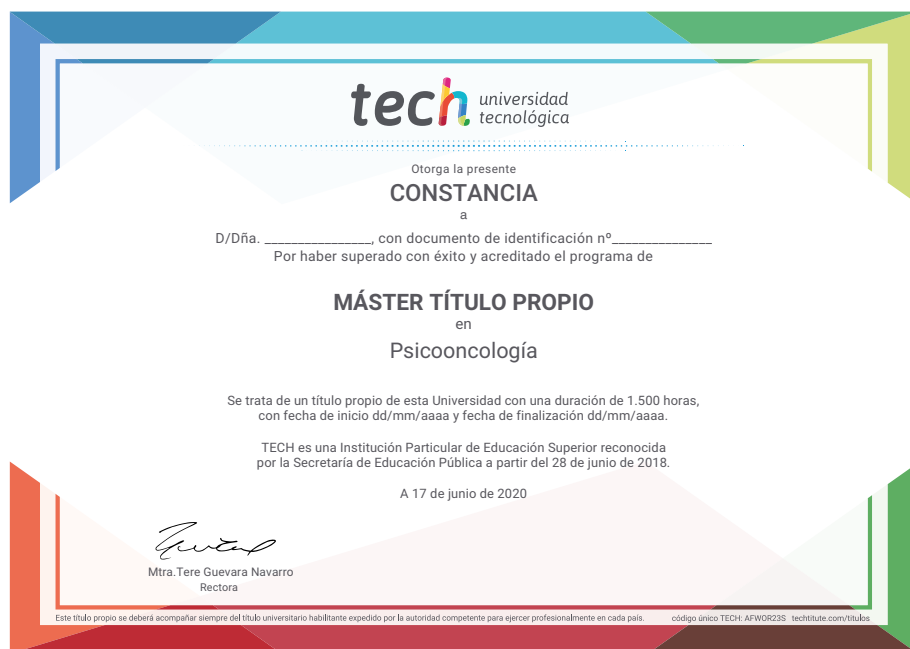 tech universidad
tecnológica
Otorga la presente
CONSTANCIA
a
D/Dña. ________________, con documento de identificación nº_______________
Por haber superado con éxito y acreditado el programa de
MÁSTER TÍTULO PROPIO
en
Psicooncología
Se trata de un título propio de esta Universidad con una duración de 1.500 horas,
con fecha de inicio dd/mm/aaaa y fecha de finalización dd/mm/aaaa.
TECH es una Institución Particular de Educación Superior reconocida
por la Secretaría de Educación Pública a partir del 28 de junio de 2018.
A 17 de junio de 2020
Mtra.Tere Guevara Navarro
Rectora
Este título propio se deberá acompañar siempre del título universitario habilitante expedido por la autoridad competente para ejercer profesionalmente en cada país. código único TECH: AFWOR23S techtitute.com/titulos